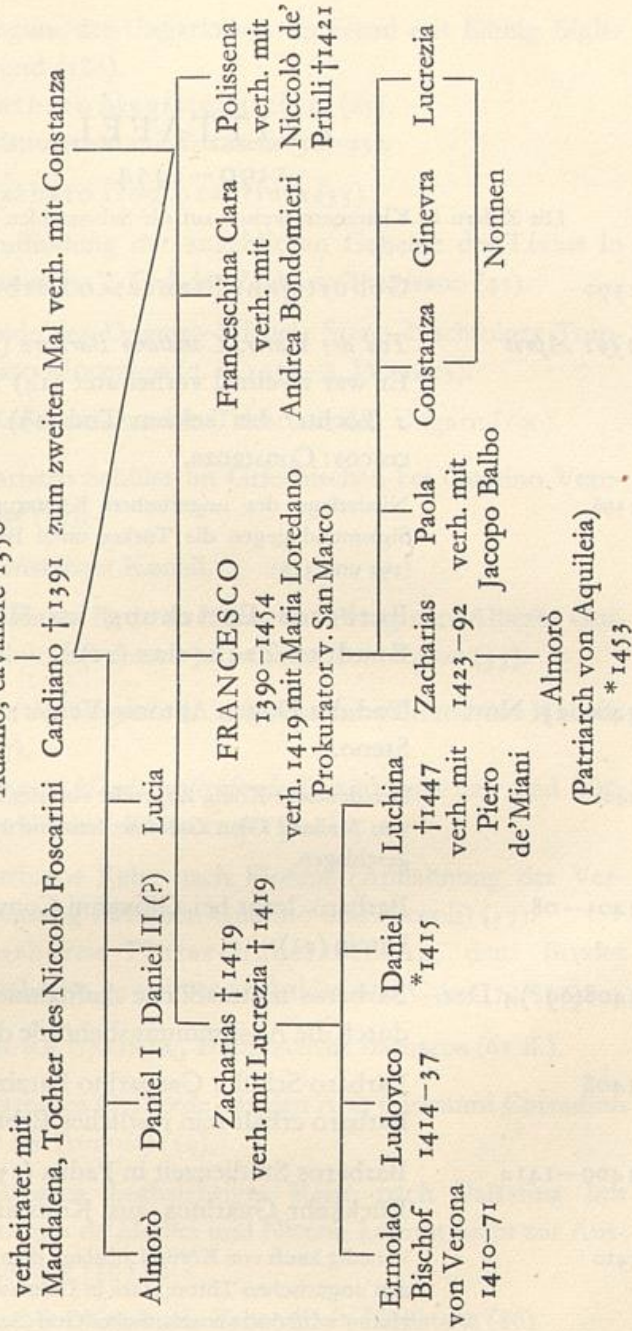 verheiratet mit
Maddalena, Tochter des Niccolò Foscarini Candiano † 1391 zum zweiten Mal verh. mit Constanza
Almorò Daniel I Daniel III (?) Lucia
Zacharias † 1419
verh. mit Lucrezia † 1419
FRANCESCO
1390–1454
verh. 1419 mit Maria Loredano
Prokurator v. San Marco
Franceschina Clara
verh. mit
Andrea Bondomieri
Polissena
verh. mit
Niccolò de'
Priuli †1421
Ermolao
Bischof
von Verona
1410–71
Ludovico
1414–37
Daniel
*1415
Luchina
†1447
verh. mit
Piero
de'Miani
Zacharias
1423–92
Paola
verh. mit
Jacopo Balbo
Constanza Ginevra Lucrezia
Nonnen
Almorò
(Patriarch von Aquileia)
*1453